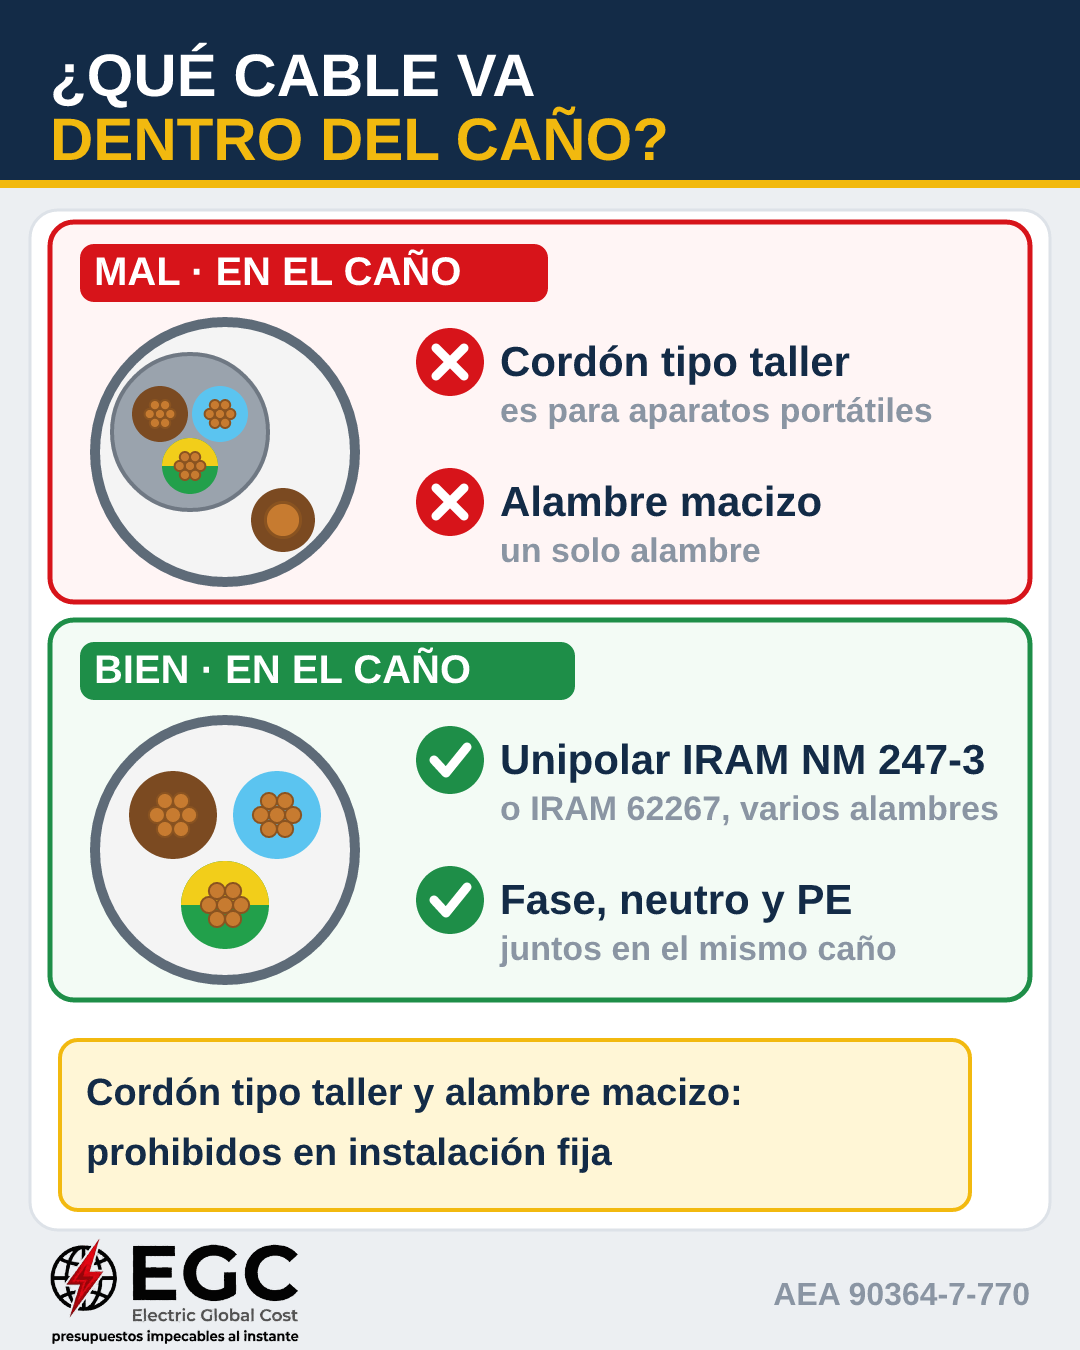 ¿QUÉ CABLE VA
DENTRO DEL CAÑO?
MAL · EN EL CAÑO
Cordón tipo taller
es para aparatos portátiles
Alambre macizo
un solo alambre
BIEN · EN EL CAÑO
Unipolar IRAM NM 247-3
o IRAM 62267, varios alambres
Fase, neutro y PE
juntos en el mismo caño
Cordón tipo taller y alambre macizo:
prohibidos en instalación fija
EGC
Electric Global Cost
presupuestos impecables al instante
AEA 90364-7-770